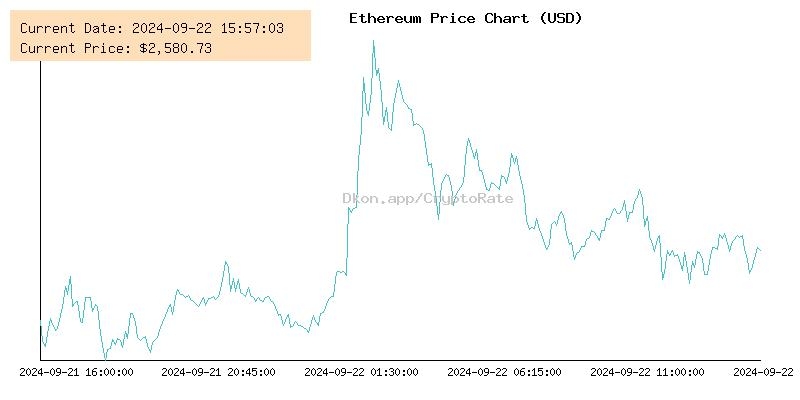 Ethereum Price Chart (USD)
Current Date: 2024-09-22 15:57:03
Current Price: $2,580.73
Dkon.app/CryptoRate
2024-09-21 16:00:00 2024-09-21 20:45:00 2024-09-22 01:30:00 2024-09-22 06:15:00 2024-09-22 11:00:00 2024-09-22